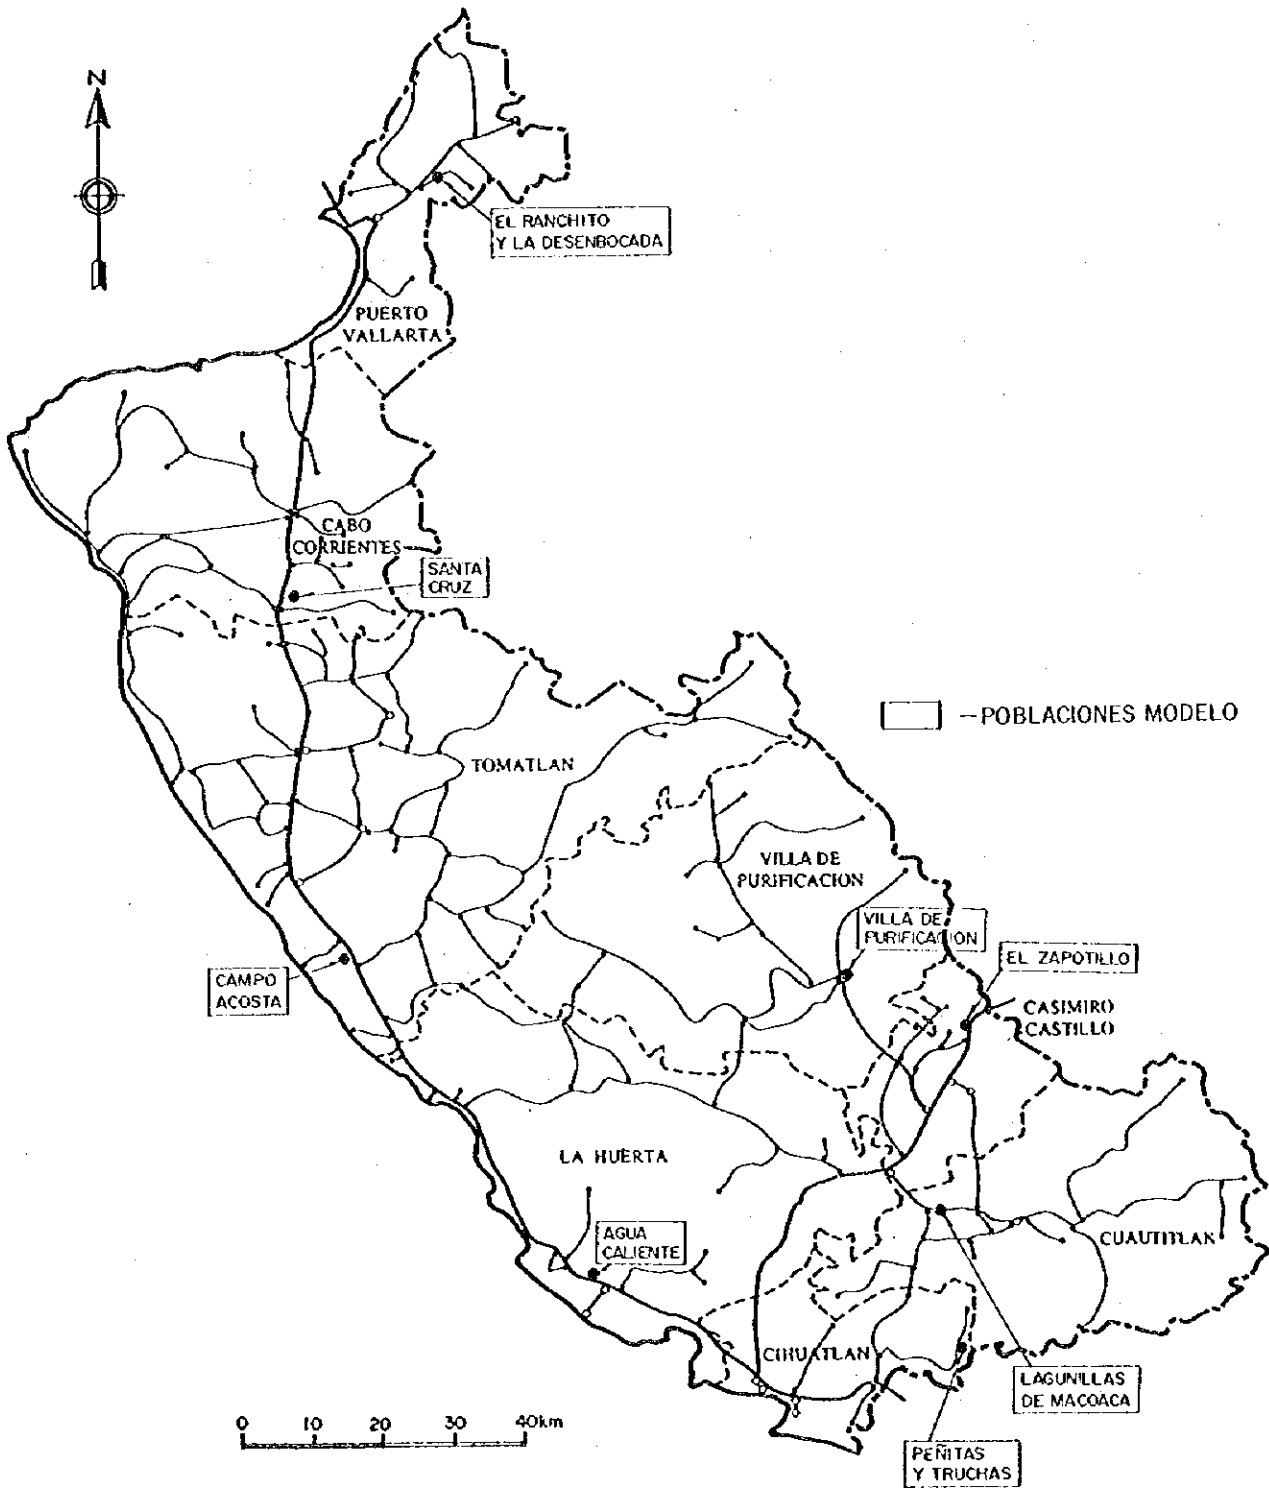 N
EL RANCHITO
Y LA DESENBOCADA
PUERTO
VALLARTA
CABO
CORRIENTES
SANTA
CRUZ
—POBLACIONES MODELO
TOMATLAN
VILLA DE
PURIFICACION
VILLA DE
PURIFICACION
EL ZAPOTILLO
CAMPO
ACOSTA
CASIMIRO
CASTILLO
LA HUERTA
AGUA
CALIENTE
CUAUTITLAN
CIHUATLAN
LAGUNILLAS
DE MACOACA
0 10 20 30 40km
PEÑITAS
Y TRUCHAS